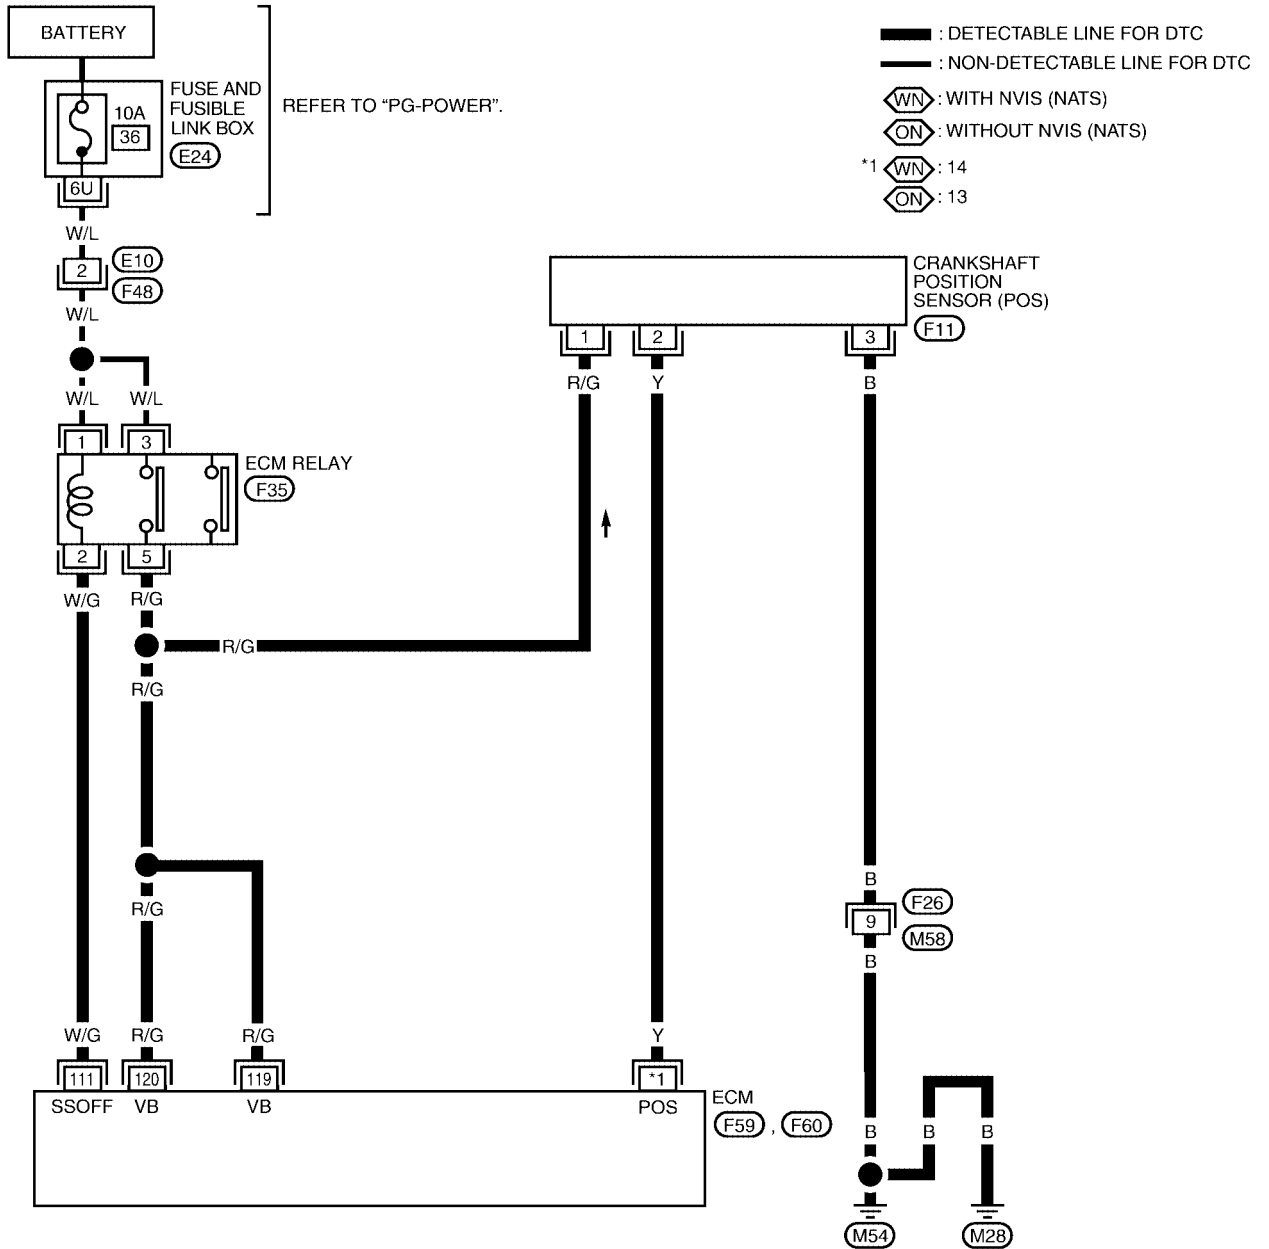 BATTERY
: DETECTABLE LINE FOR DTC
: NON-DETECTABLE LINE FOR DTC
WN : WITH NVIS (NATS)
ON : WITHOUT NVIS (NATS)
*1 WN : 14
ON : 13
FUSE AND
FUSIBLE
LINK BOX
E24
10A
36
REFER TO “PG-POWER”.
6U
W/L
2
E10
F48
W/L
W/L W/L
1 3
ECM RELAY
F35
2 5
W/G R/G
R/G
R/G
R/G
CRANKSHAFT
POSITION
SENSOR (POS)
F11
1 2 3
R/G Y B
B
F26
9
M58
B
W/G R/G R/G Y
111 120 119 *1
SSOFF VB VB POS
ECM
F59 , F60
B B B
M54 M28